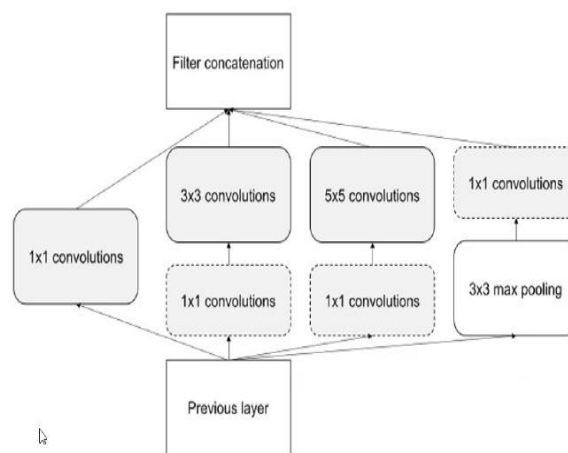 Filter concatenation
3x3 convolutions
5x5 convolutions
1x1 convolutions
1x1 convolutions
1x1 convolutions
1x1 convolutions
3x3 max pooling
Previous layer